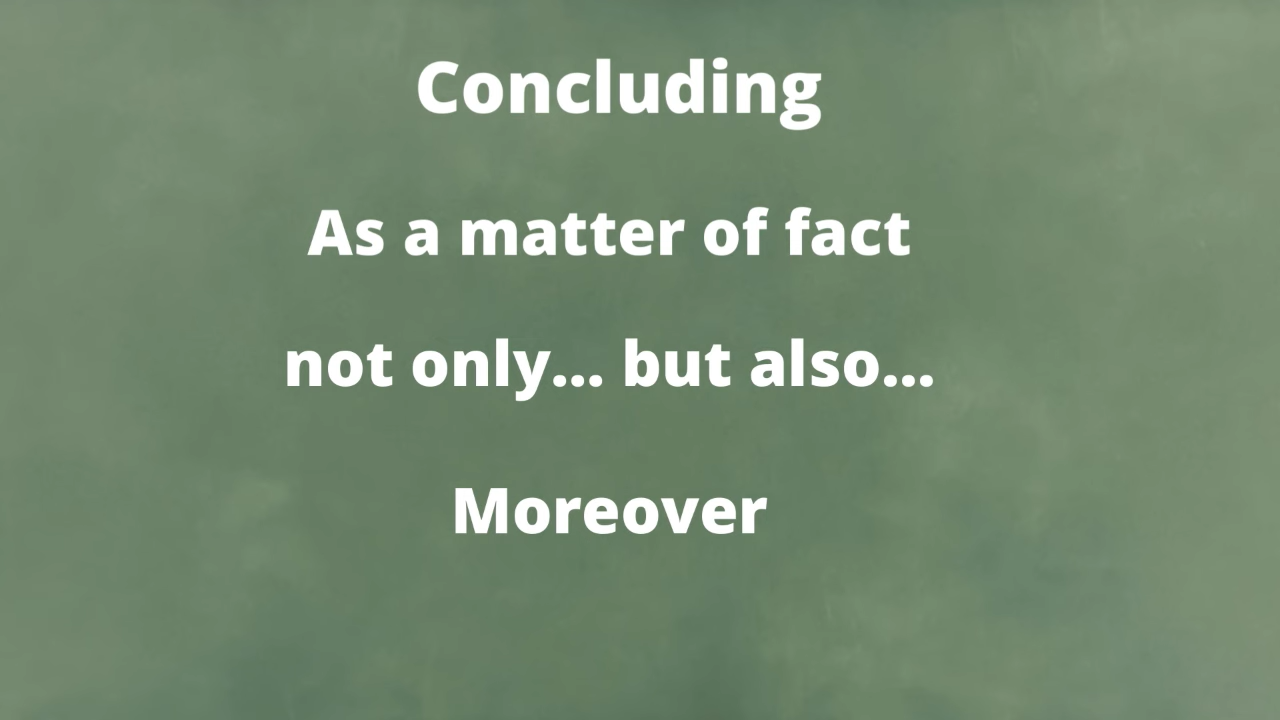 Concluding
As a matter of fact
not only... but also...
Moreover